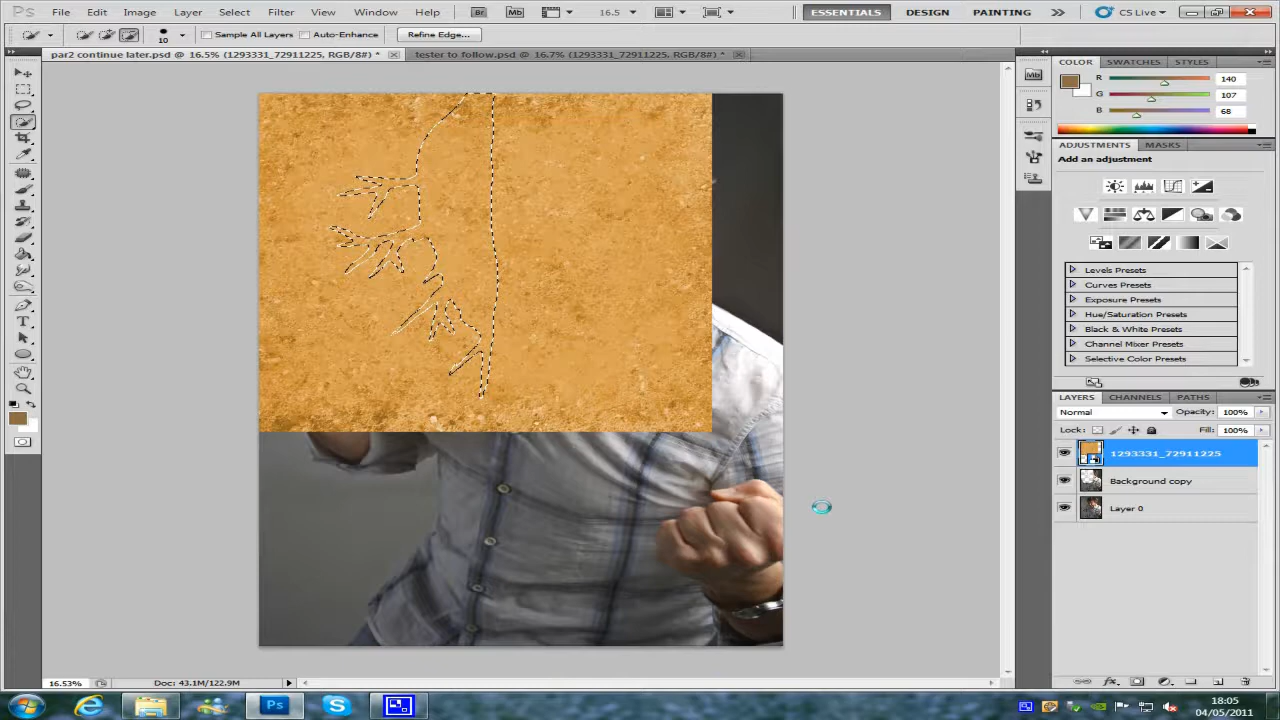 Ps File Edit Image Layer Select Filter View Window Help Br Mb 16.5 ESSENTIALS DESIGN PAINTING CS Live
10 Sample All Layers Auto-Enhance Refine Edge...
par2 continue later.psd @ 16.5% (1293331_72911225, RGB/8#) * tester to follow.psd @ 16.7% (1293331_72911225, RGB/8#) *
COLOR SWATCHES STYLES
R 140
G 107
B 68
ADJUSTMENTS MASKS
Add an adjustment
Levels Presets
Curves Presets
Exposure Presets
Hue/Saturation Presets
Black & White Presets
Channel Mixer Presets
Selective Color Presets
LAYERS CHANNELS PATHS
Normal Opacity: 100%
Lock: Fill: 100%
1293331_72911225
Background copy
Layer 0
16.53% Doc: 43.1M/122.9M
18:05
04/05/2011